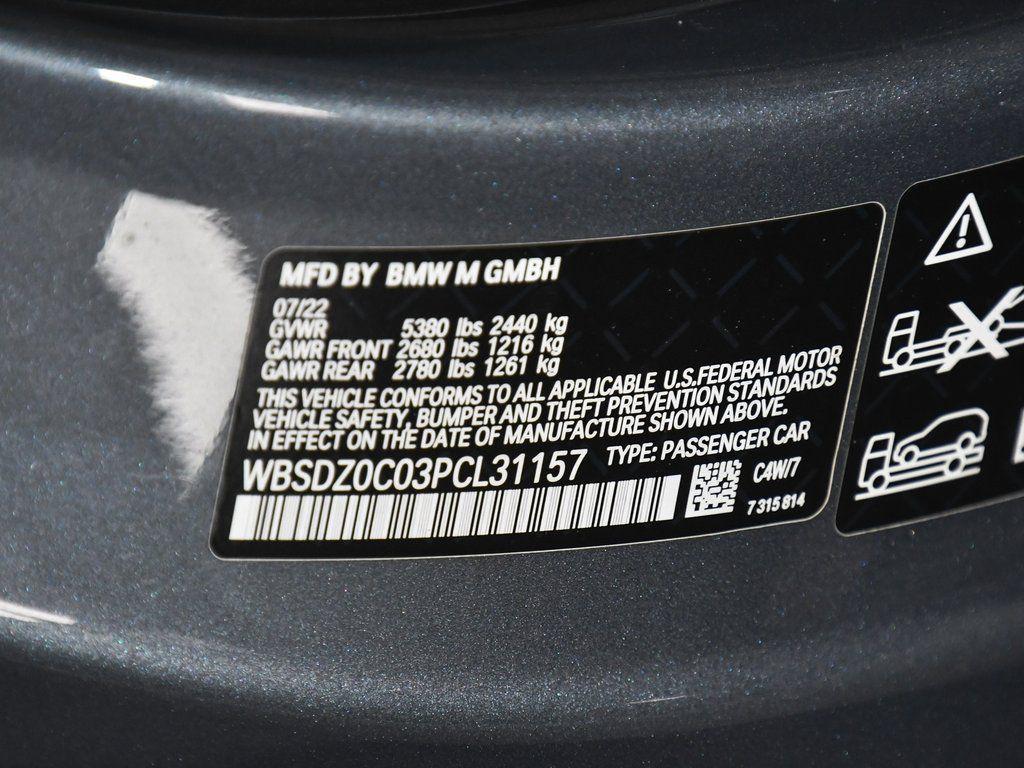 MFD BY BMW M GMBH
07/22
GVWR 5380 lbs 2440 kg
GAWR FRONT 2680 lbs 1216 kg
GAWR REAR 2780 lbs 1261 kg
THIS VEHICLE CONFORMS TO ALL APPLICABLE U.S.FEDERAL MOTOR
VEHICLE SAFETY, BUMPER AND THEFT PREVENTION STANDARDS
IN EFFECT ON THE DATE OF MANUFACTURE SHOWN ABOVE.
WBSDZ0C03PCL31157 TYPE: PASSENGER CAR
C4W/7
7 315 814